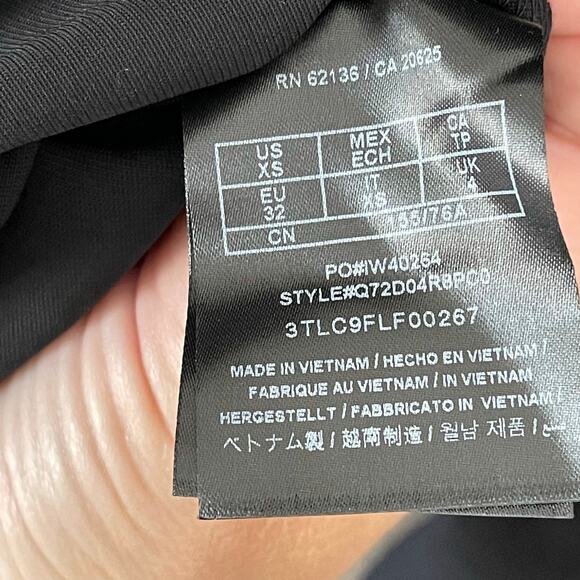 RN 62136 / CA 20625
US XS MEX ECH CA TP
EU 32 IT XS UK 4
CN 155/76A
PO#IW40264
STYLE#Q72D04R8PC0
3TLC9FLF00267
MADE IN VIETNAM / HECHO EN VIETNAM /
FABRIQUE AU VIETNAM / IN VIETNAM
HERGESTELLT / FABBRICATO IN VIETNAM /
ベトナム製 / 越南制造 / 월남 제품 /